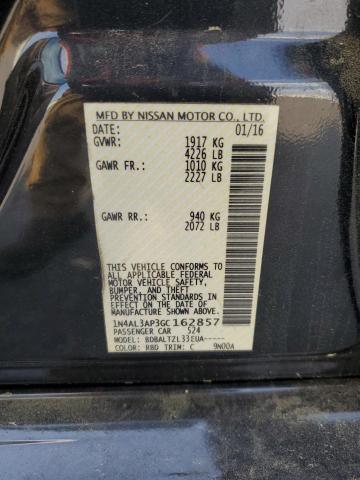 MFD BY NISSAN MOTOR CO., LTD.
DATE: 01/16
GVWR: 1917 KG
4226 LB
GAWR FR: 1010 KG
2227 LB
GAWR RR: 940 KG
2072 LB
THIS VEHICLE CONFORMS TO ALL
APPLICABLE FEDERAL
MOTOR VEHICLE SAFETY,
BUMPER, AND THEFT
PREVENTION STANDARDS IN
EFFECT ON THE DATE OF
MANUFACTURE SHOWN
ABOVE.
1N4AL3AP3GC162857
PASSENGER CAR 524
MODEL: BDBALTZL33EUA-----
COLOR: RBD TRIM: C 9N00A